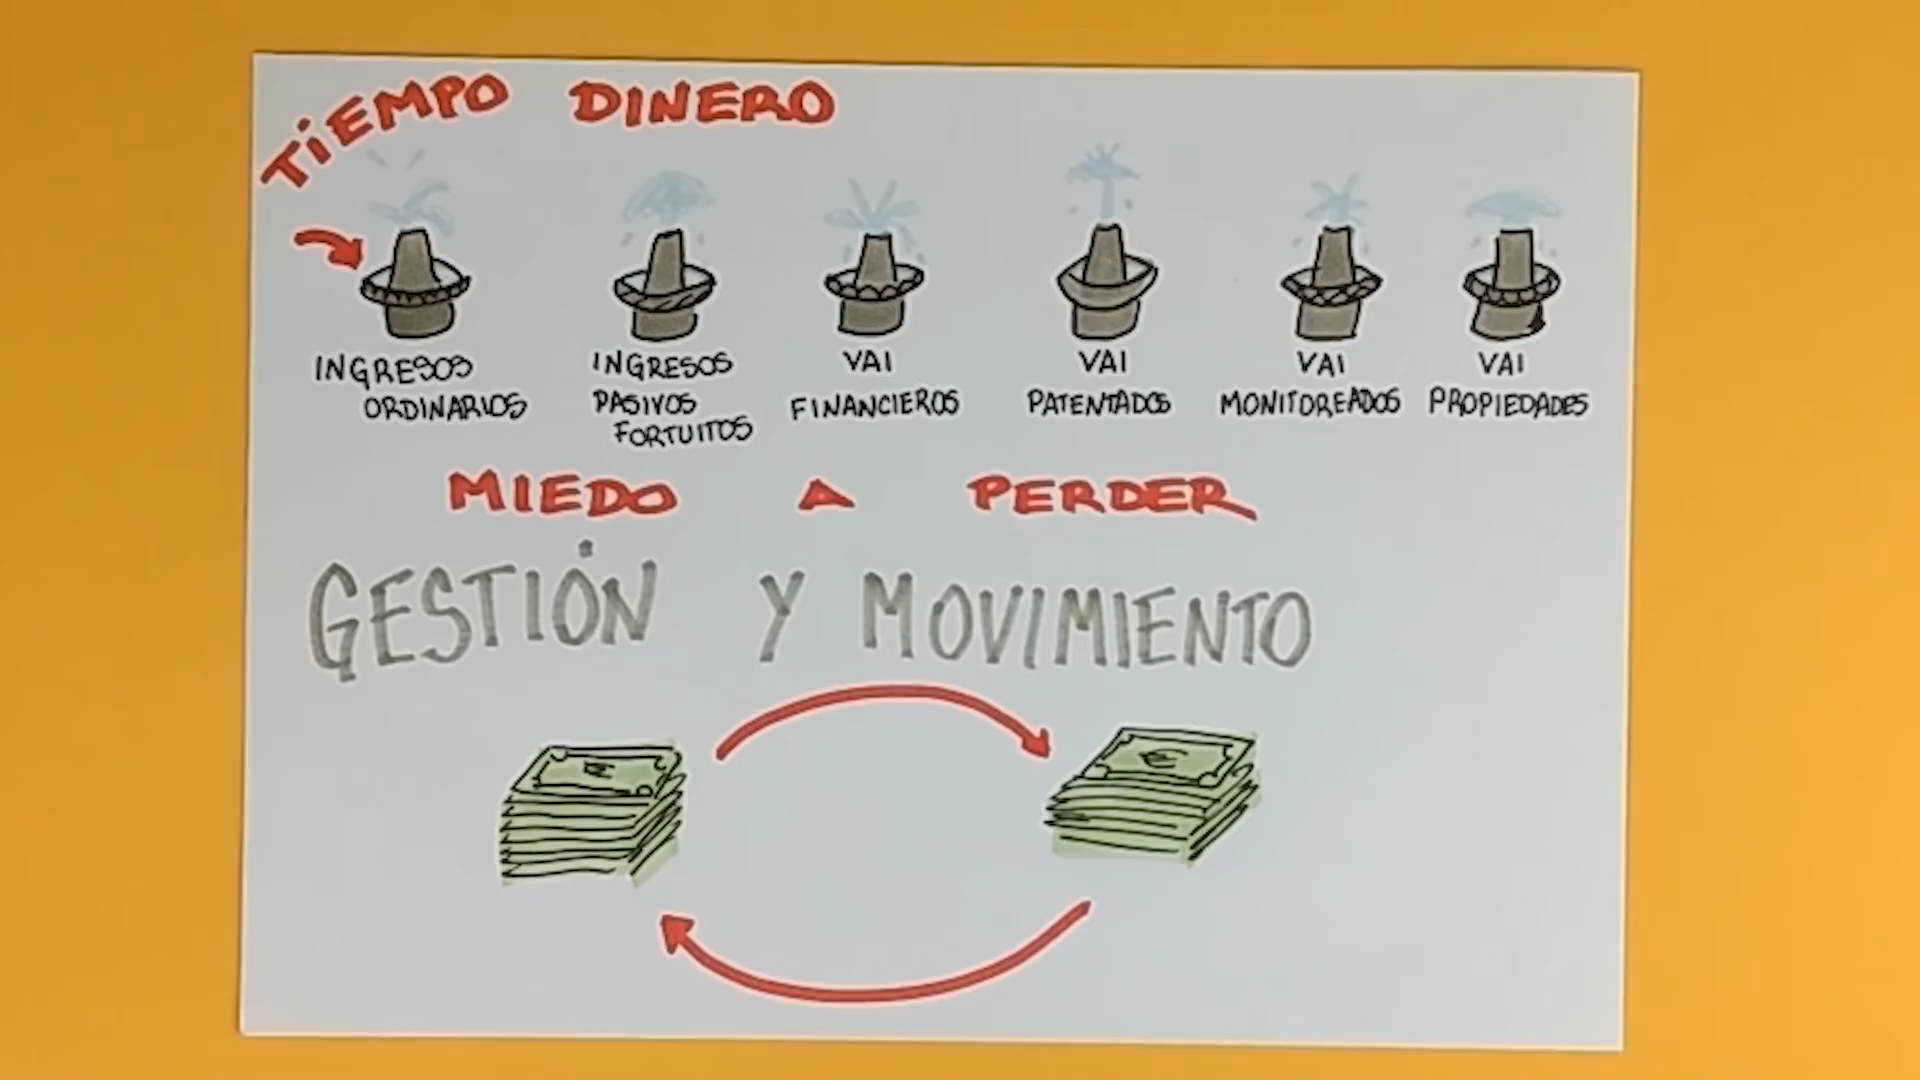 TIEMPO DINERO
INGRESOS
ORDINARIOS
INGRESOS
PASIVOS
FORTUITOS
VAI
FINANCIEROS
VAI
PATENTADOS
VAI
MONITOREADOS
VAI
PROPIEDADES
MIEDO A PERDER
GESTIÓN Y MOVIMIENTO
€
€